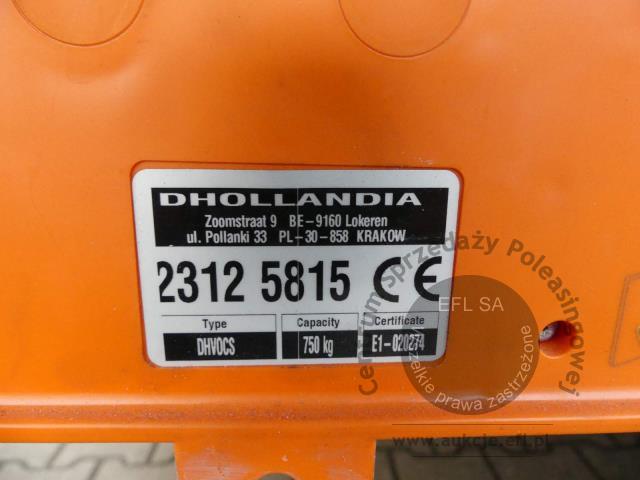 DHOLLANDIA
Zoomstraat 9 BE-9160 Lokeren
ul. Pollanki 33 PL-30-858 KRAKOW
2312 5815 CE
Type Capacity Certificate
DHVOCS 750 kg E1-020274
Centrum sprzedaży Poleasingowej
EFL SA
wszelkie prawa zastrzeżone
www.aukcje.efl.pl